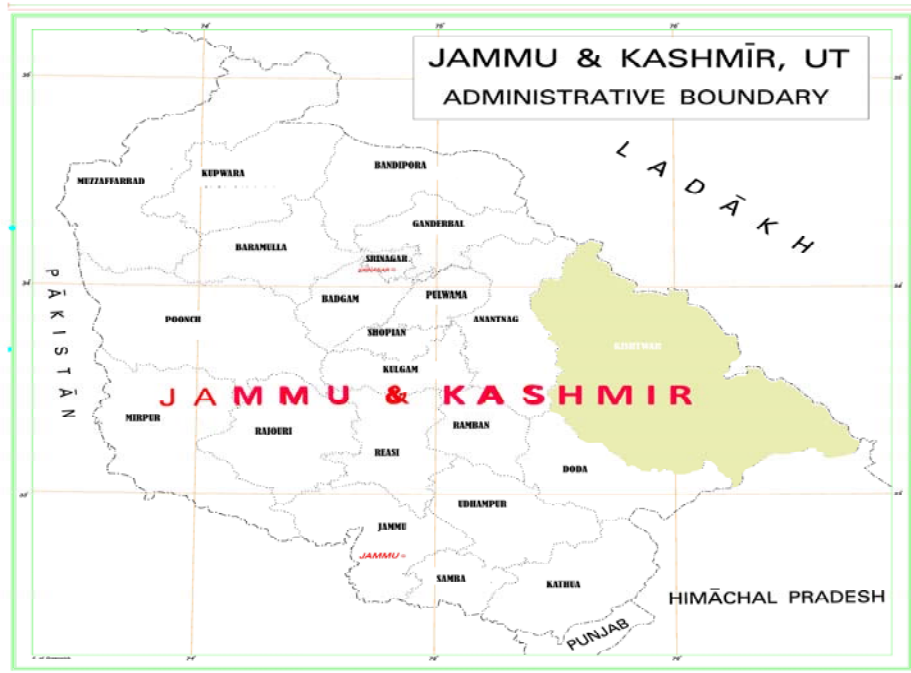 JAMMU & KASHMĪR, UT
ADMINISTRATIVE BOUNDARY
LADĀKH
BANDIPORA
KUPWARA
MUZZAFFARBAD
GANDERBAL
BARAMULLA
SRINAGAR
PĀKISTĀN
BADGAM
PULWAMA
POONCH
ANANTNAG
SHOPIAN
KISHTWAR
KULGAM
JAMMU & KASHMIR
MIRPUR
RAJOURI
RAMBAN
REASI
DODA
UDHAMPUR
JAMMU
JAMMU
SAMBA
KATHUA
HIMĀCHAL PRADESH
PUNJAB